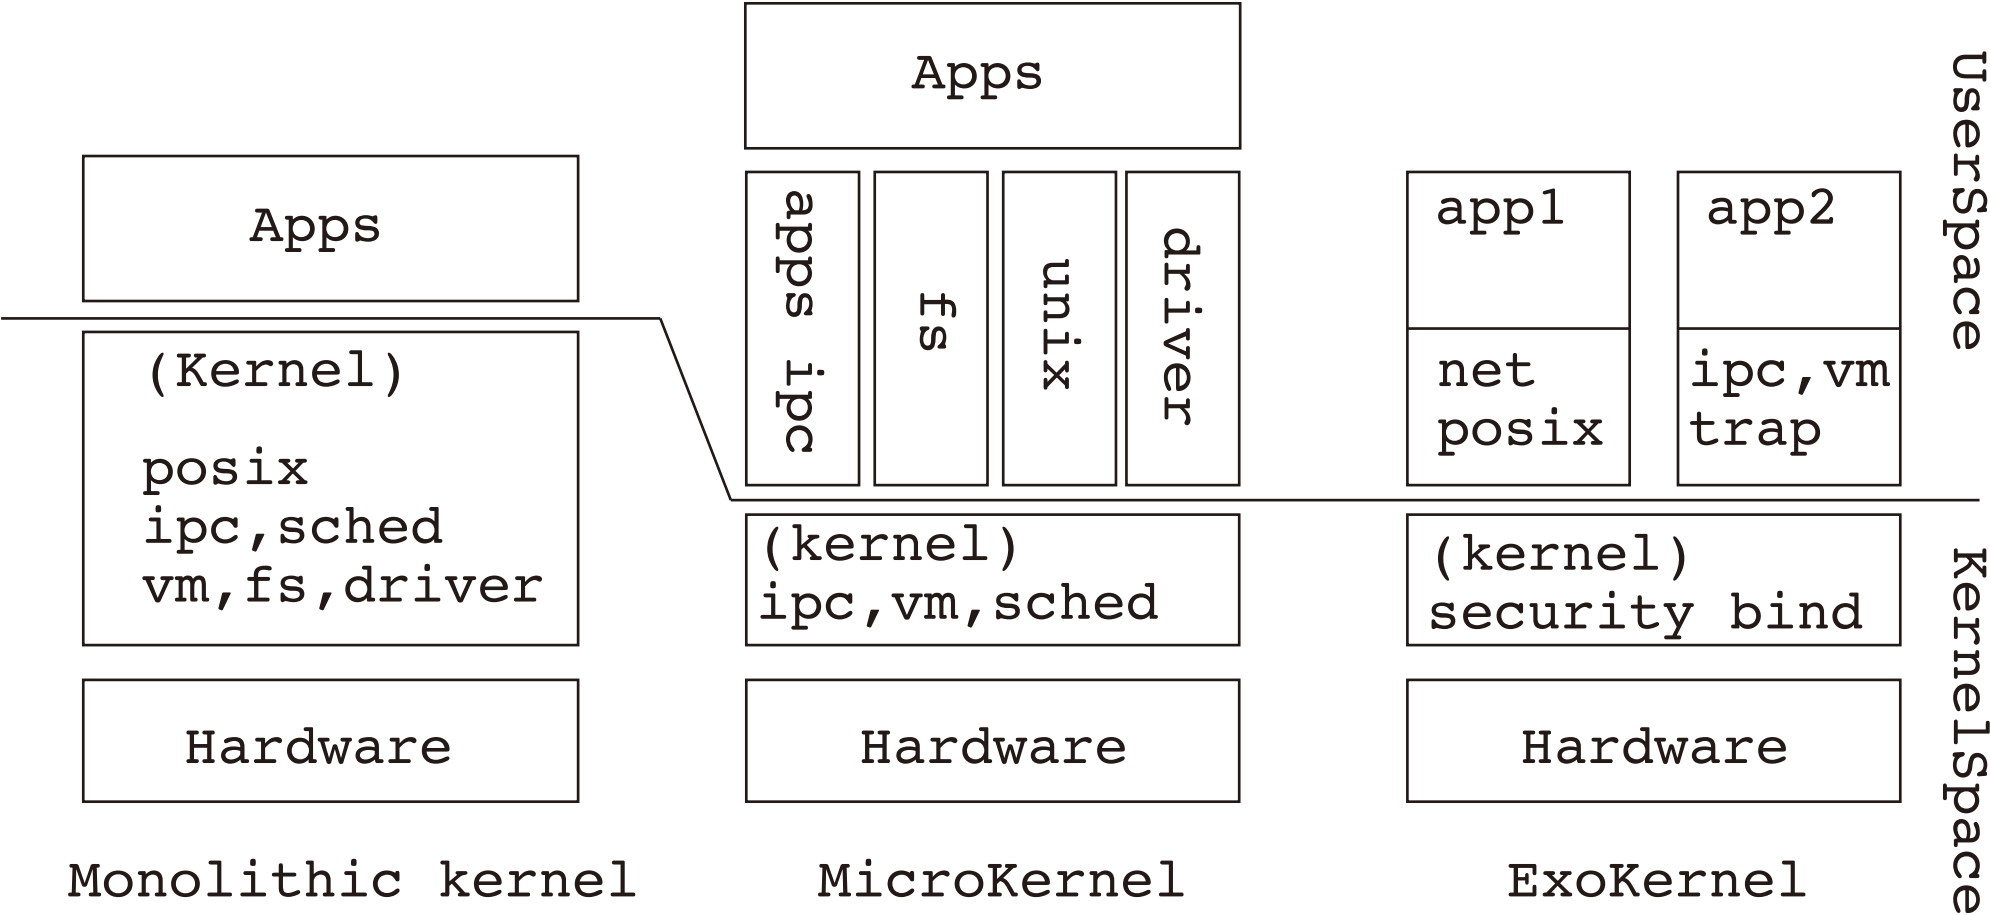 Apps
(Kernel)
posix
ipc,sched
vm,fs,driver
Hardware
Monolithic kernel
Apps
apps ipc
fs
unix
driver
(kernel)
ipc,vm,sched
Hardware
MicroKernel
app1
net
posix
app2
ipc,vm
trap
(kernel)
security bind
Hardware
ExoKernel
UserSpace
KernelSpace